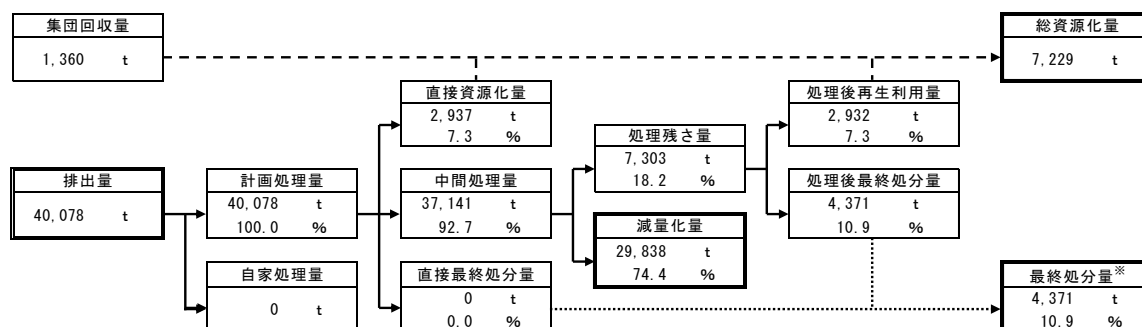 集団回収量
1,360 t
総資源化量
7,229 t
直接資源化量
2,937 t
7.3 %
処理後再生利用量
2,932 t
7.3 %
処理残さ量
7,303 t
18.2 %
排出量
40,078 t
計画処理量
40,078 t
100.0 %
中間処理量
37,141 t
92.7 %
処理後最終処分量
4,371 t
10.9 %
減量化量
29,838 t
74.4 %
自家処理量
0 t
直接最終処分量
0 t
0.0 %
最終処分量※
4,371 t
10.9 %